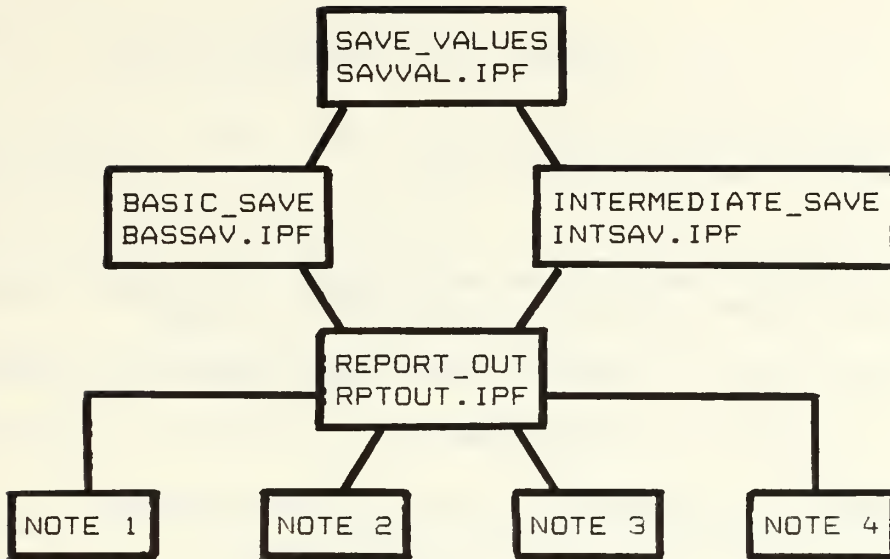 SAVE_VALUES
SAVVAL.IPF
BASIC_SAVE
BASSAV.IPF
INTERMEDIATE_SAVE
INTSAV.IPF
REPORT_OUT
RPTOUT.IPF
NOTE 1
NOTE 2
NOTE 3
NOTE 4